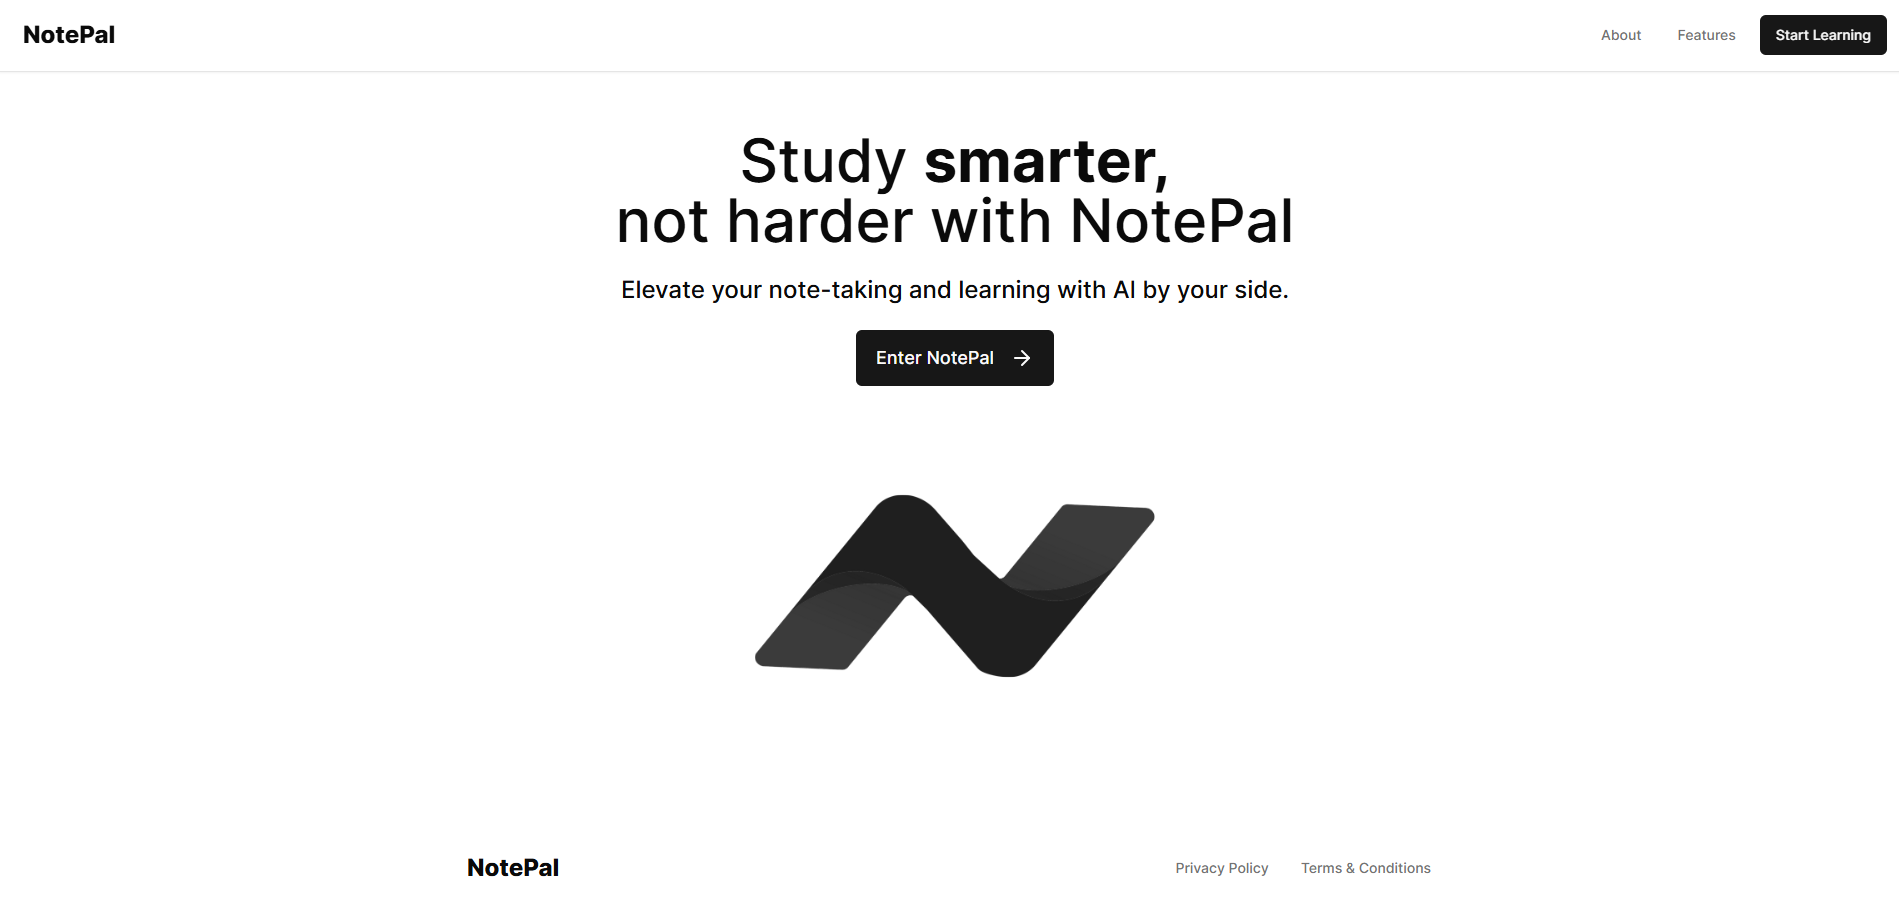 NotePal
About
Features
Start Learning
Study smarter,
not harder with NotePal
Elevate your note-taking and learning with AI by your side.
Enter NotePal
NotePal
Privacy Policy
Terms & Conditions